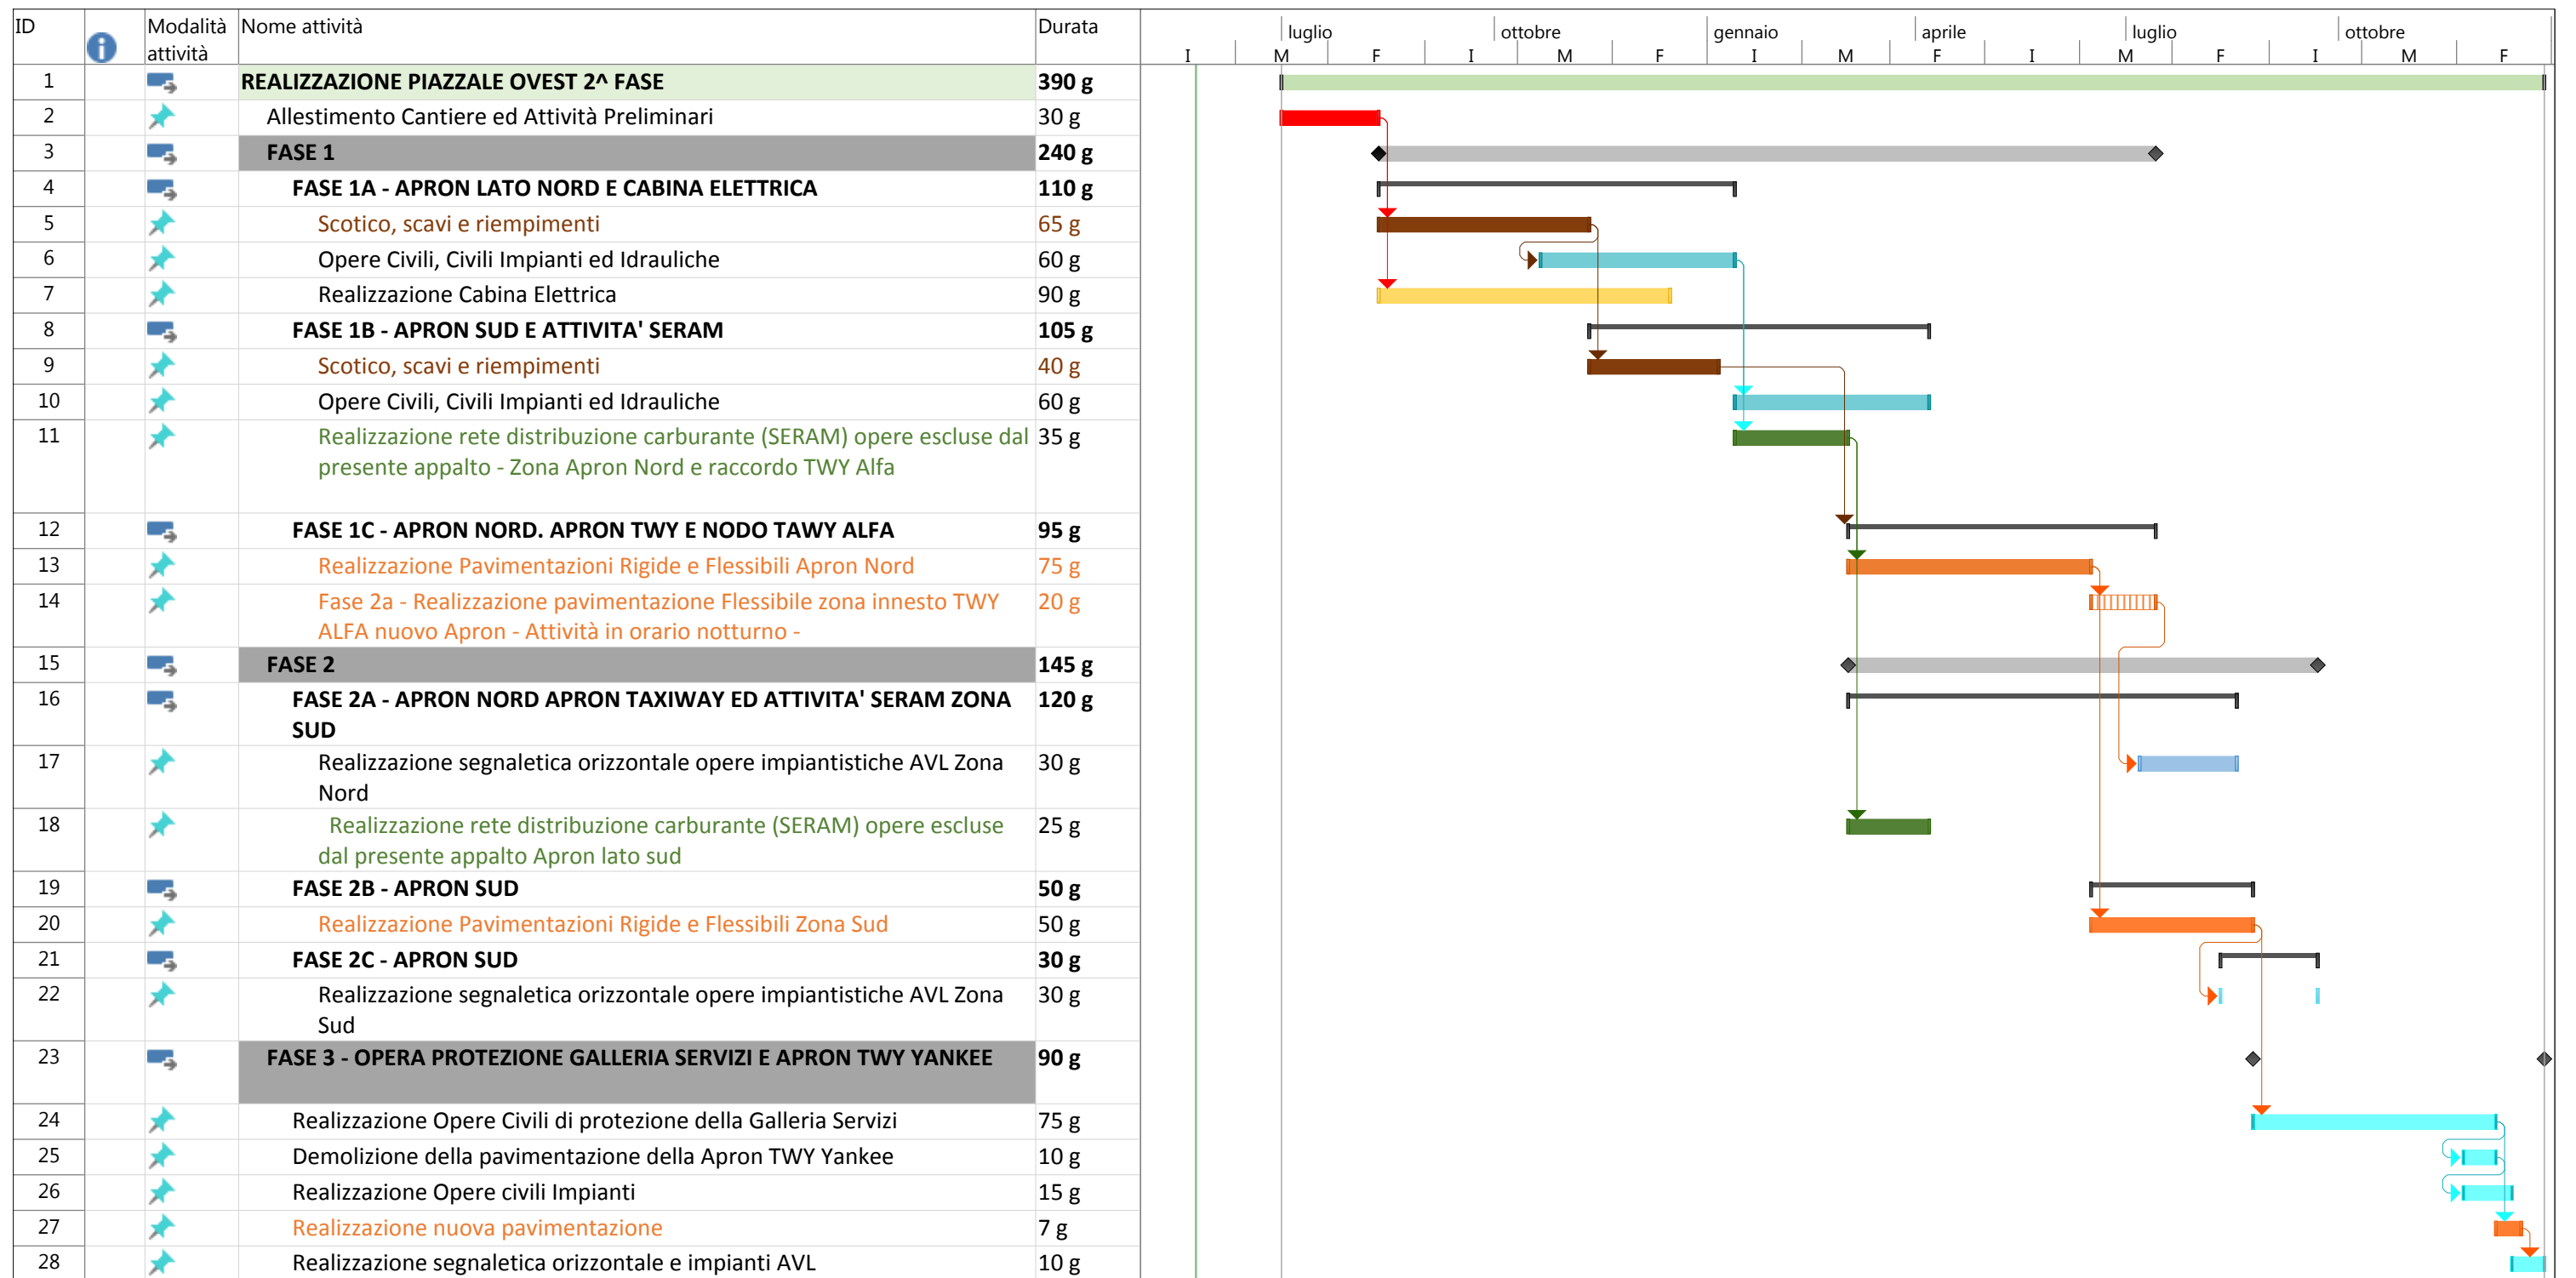 ID
Modalità
attività
Nome attività
Durata
luglio
ottobre
gennaio
aprile
luglio
ottobre
I M F I M F I M F I M F I M F
1 REALIZZAZIONE PIAZZALE OVEST 2^ FASE 390 g
2 Allestimento Cantiere ed Attività Preliminari 30 g
3 FASE 1 240 g
4 FASE 1A - APRON LATO NORD E CABINA ELETTRICA 110 g
5 Scotico, scavi e riempimenti 65 g
6 Opere Civili, Civili Impianti ed Idrauliche 60 g
7 Realizzazione Cabina Elettrica 90 g
8 FASE 1B - APRON SUD E ATTIVITA' SERAM 105 g
9 Scotico, scavi e riempimenti 40 g
10 Opere Civili, Civili Impianti ed Idrauliche 60 g
11 Realizzazione rete distribuzione carburante (SERAM) opere escluse dal 35 g
presente appalto - Zona Apron Nord e raccordo TWY Alfa
12 FASE 1C - APRON NORD. APRON TWY E NODO TAWY ALFA 95 g
13 Realizzazione Pavimentazioni Rigide e Flessibili Apron Nord 75 g
14 Fase 2a - Realizzazione pavimentazione Flessibile zona innesto TWY 20 g
ALFA nuovo Apron - Attività in orario notturno -
15 FASE 2 145 g
16 FASE 2A - APRON NORD APRON TAXIWAY ED ATTIVITA' SERAM ZONA 120 g
SUD
17 Realizzazione segnaletica orizzontale opere impiantistiche AVL Zona 30 g
Nord
18 Realizzazione rete distribuzione carburante (SERAM) opere escluse 25 g
dal presente appalto Apron lato sud
19 FASE 2B - APRON SUD 50 g
20 Realizzazione Pavimentazioni Rigide e Flessibili Zona Sud 50 g
21 FASE 2C - APRON SUD 30 g
22 Realizzazione segnaletica orizzontale opere impiantistiche AVL Zona 30 g
Sud
23 FASE 3 - OPERA PROTEZIONE GALLERIA SERVIZI E APRON TWY YANKEE 90 g
24 Realizzazione Opere Civili di protezione della Galleria Servizi 75 g
25 Demolizione della pavimentazione della Apron TWY Yankee 10 g
26 Realizzazione Opere civili Impianti 15 g
27 Realizzazione nuova pavimentazione 7 g
28 Realizzazione segnaletica orizzontale e impianti AVL 10 g